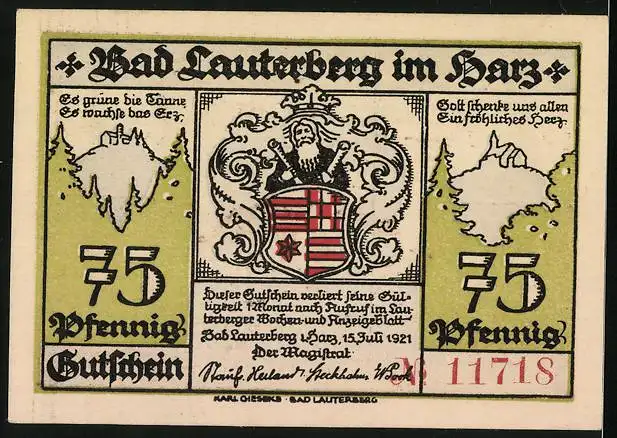 Bad Lauterberg im Harz
Es grüne die Tanne
Es wachse das Erz
Gott schenke uns allen
Ein fröhliches Herz
75
Pfennig
Gutschein
Dieser Gutschein verliert seine Gül-
tigkeit 1 Monat nach Aufruf im Lau-
terberger Wochen- und Anzeigeblatt
Bad Lauterberg i. Harz, 15. Juli 1921
Der Magistrat
75
Pfennig
№ 11718
KARL GIESEKE · BAD LAUTERBERG